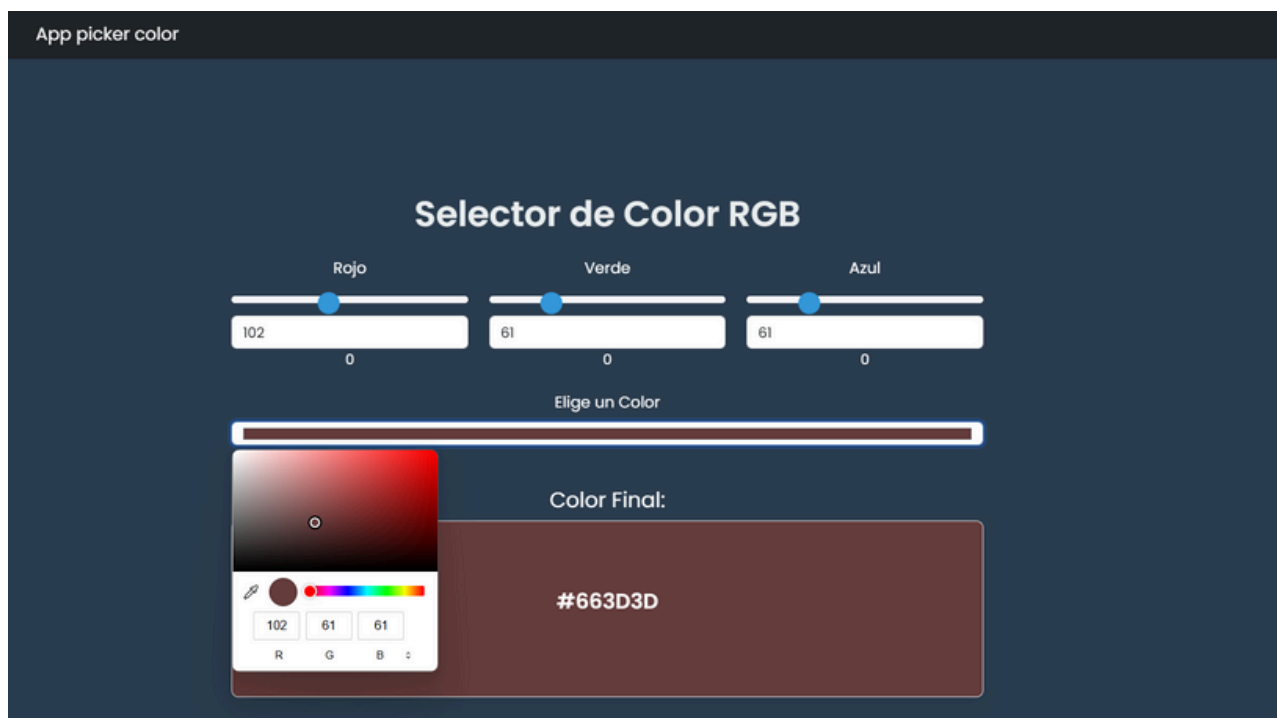 App picker color
Selector de Color RGB
Rojo Verde Azul
102 61 61
0 0 0
Elige un Color
Color Final:
#663D3D
102 61 61
R G B